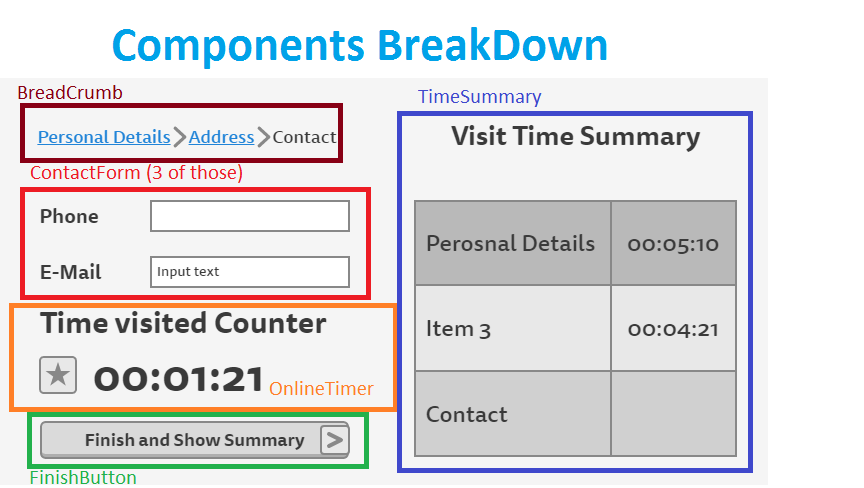 Components BreakDown
BreadCrumb
Personal Details Address Contact
ContactForm (3 of those)
Phone
E-Mail Input text
Time visited Counter
00:01:21 OnlineTimer
Finish and Show Summary
FinishButton
TimeSummary
Visit Time Summary
Perosnal Details 00:05:10
Item 3 00:04:21
Contact